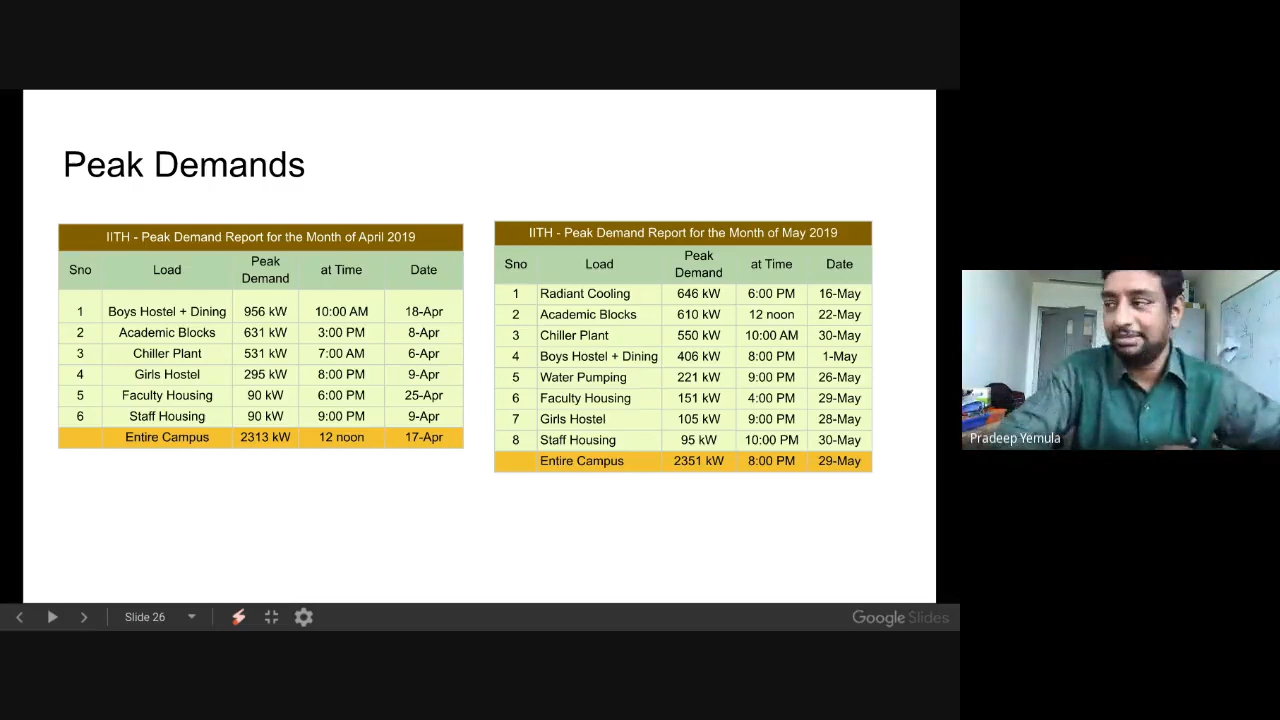 Peak Demands
IITH - Peak Demand Report for the Month of April 2019
Sno Load Peak Demand at Time Date
1 Boys Hostel + Dining 956 kW 10:00 AM 18-Apr
2 Academic Blocks 631 kW 3:00 PM 8-Apr
3 Chiller Plant 531 kW 7:00 AM 6-Apr
4 Girls Hostel 295 kW 8:00 PM 9-Apr
5 Faculty Housing 90 kW 6:00 PM 25-Apr
6 Staff Housing 90 kW 9:00 PM 9-Apr
Entire Campus 2313 kW 12 noon 17-Apr
IITH - Peak Demand Report for the Month of May 2019
Sno Load Peak Demand at Time Date
1 Radiant Cooling 646 kW 6:00 PM 16-May
2 Academic Blocks 610 kW 12 noon 22-May
3 Chiller Plant 550 kW 10:00 AM 30-May
4 Boys Hostel + Dining 406 kW 8:00 PM 1-May
5 Water Pumping 221 kW 9:00 PM 26-May
6 Faculty Housing 151 kW 4:00 PM 29-May
7 Girls Hostel 105 kW 9:00 PM 28-May
8 Staff Housing 95 kW 10:00 PM 30-May
Entire Campus 2351 kW 8:00 PM 29-May
Pradeep Yemula
Slide 26
Google Slides